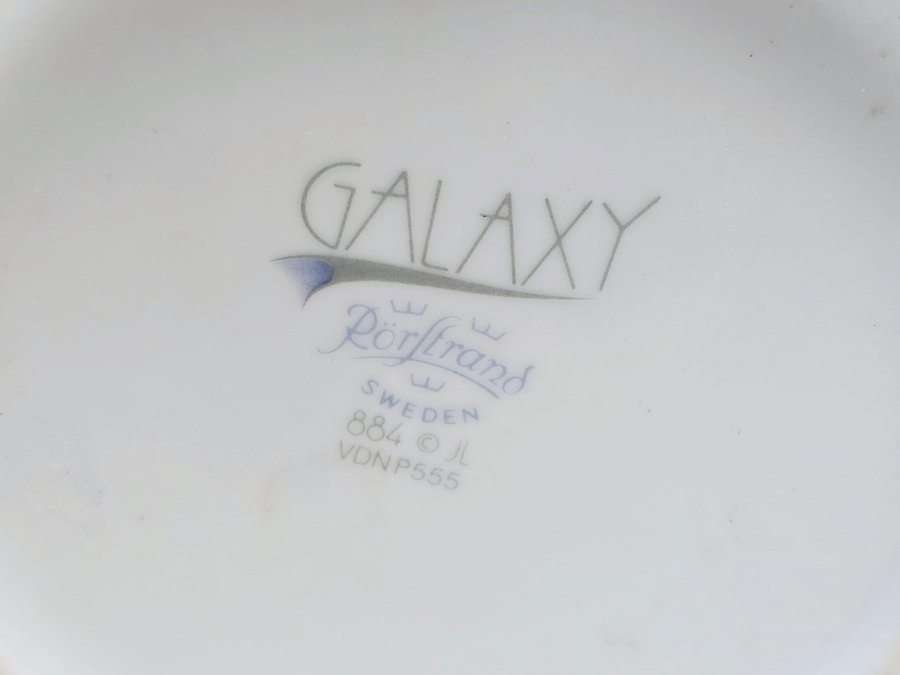 GALAXY
Rörstrand
SWEDEN
884 © JL
VDNP555